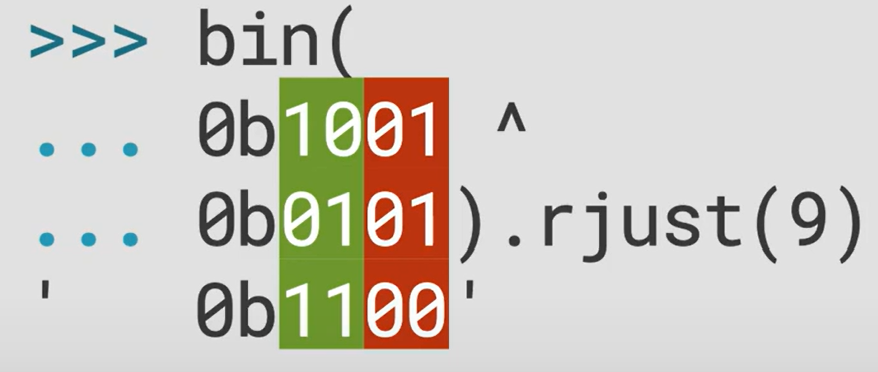 >>> bin(
... 0b1001 ^
... 0b0101).rjust(9)
'   0b1100'